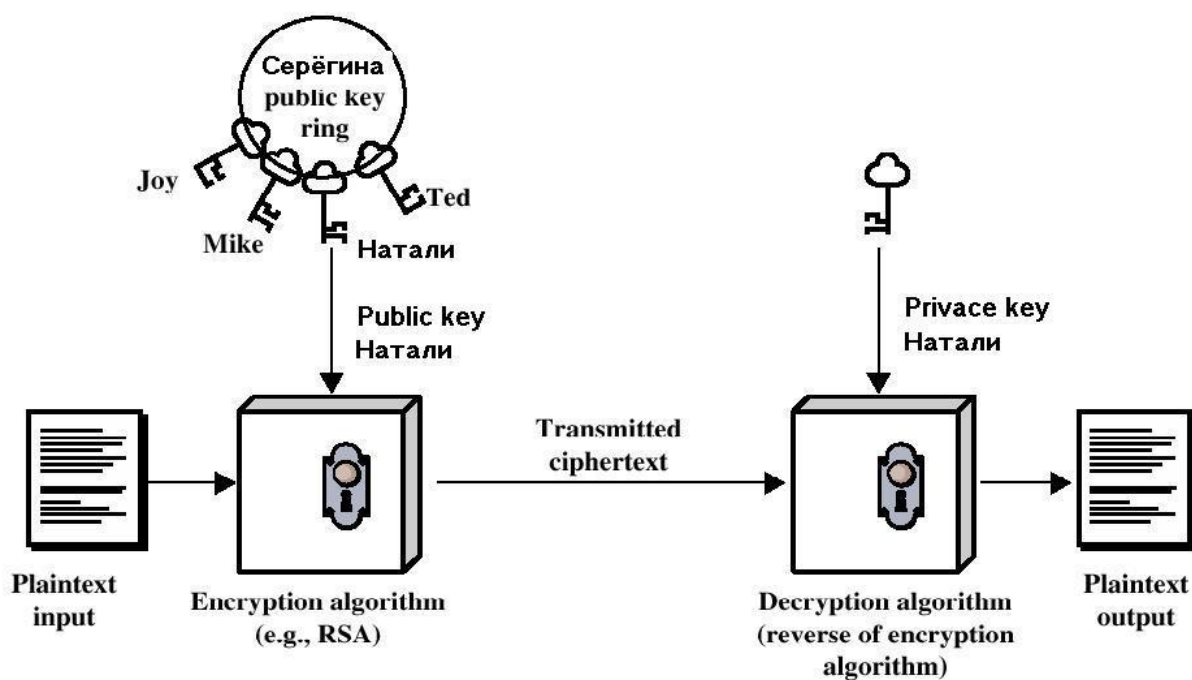 Серёгина
public key
ring
Joy
Ted
Mike
Натали
Public key
Натали
Privace key
Натали
Transmitted
ciphertext
Plaintext
input
Encryption algorithm
(e.g., RSA)
Decryption algorithm
(reverse of encryption
algorithm)
Plaintext
output